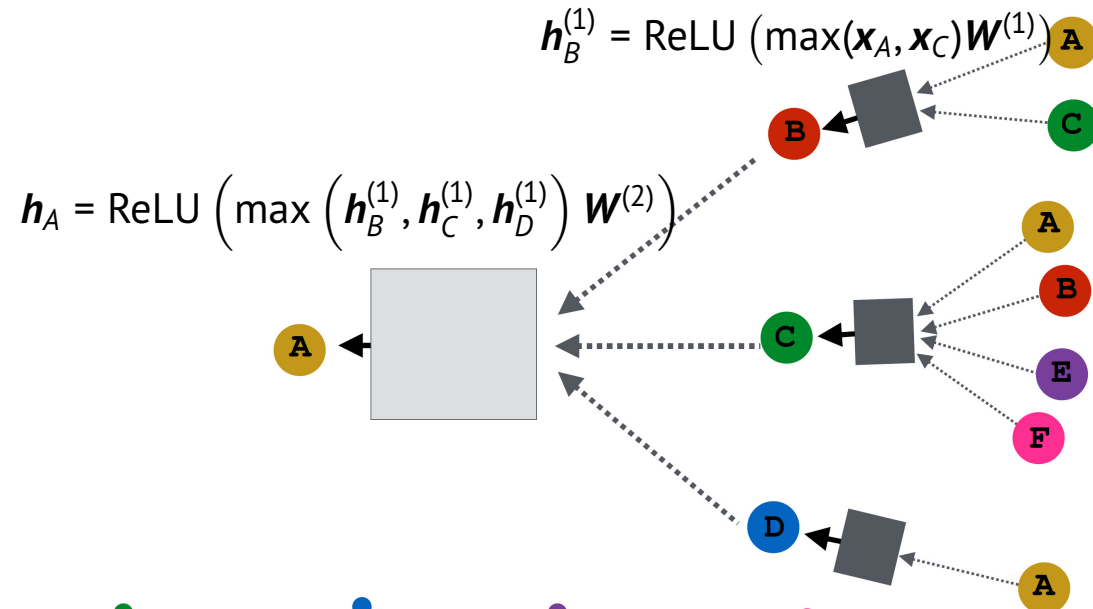 h_B^{(1)} = ReLU (max(x_A, x_C)W^{(1)})
A
C
B
h_A = ReLU (max (h_B^{(1)}, h_C^{(1)}, h_D^{(1)}) W^{(2)})
A
B
C
A
E
F
D
A